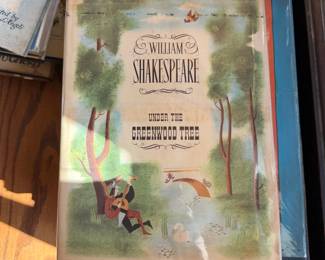 WILLIAM
SHAKESPEARE
UNDER THE
GREENWOOD TREE